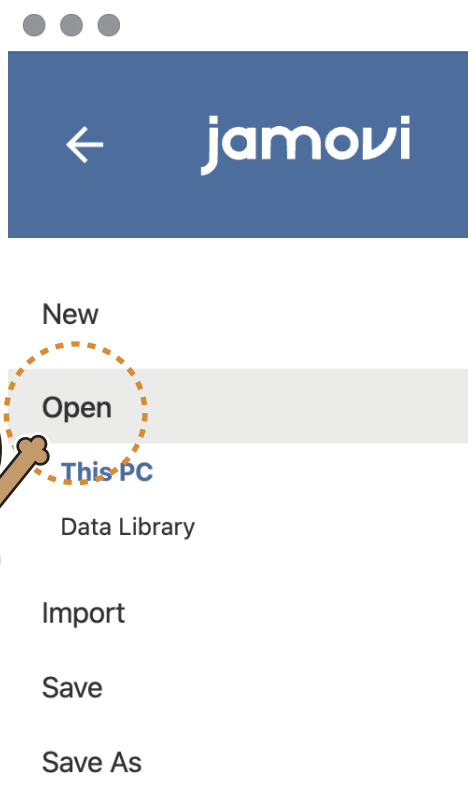 jamovi
New
Open
This PC
Data Library
Import
Save
Save As